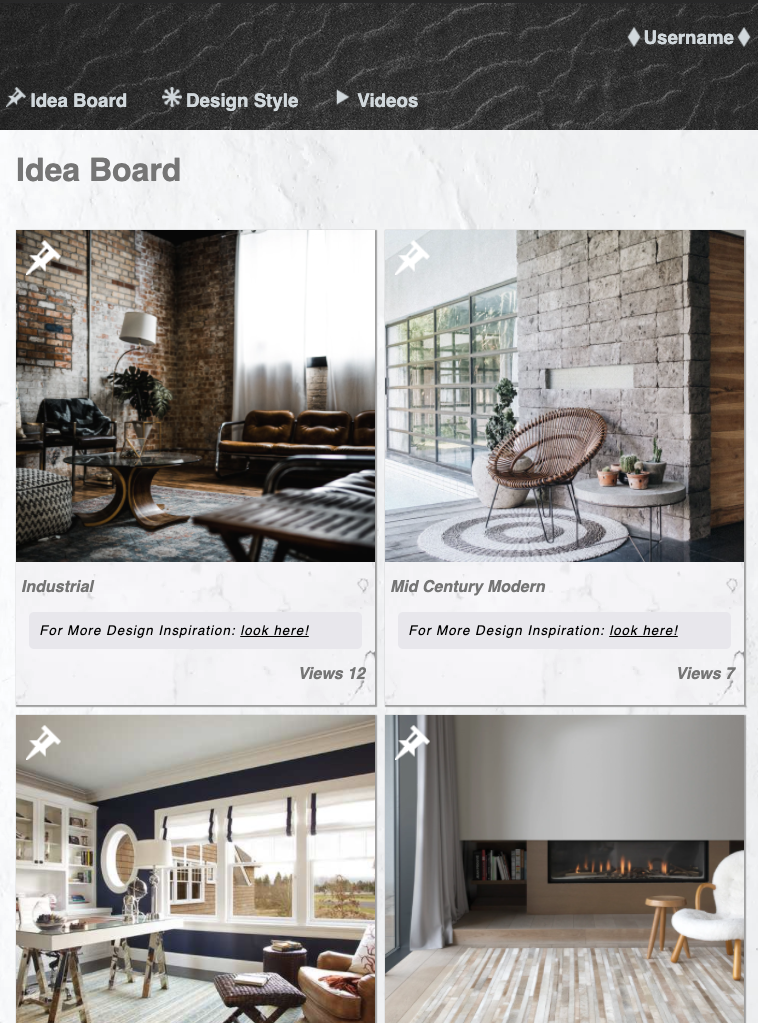 Username
Idea Board
Design Style
Videos
Idea Board
Industrial
For More Design Inspiration: look here!
Views 12
Mid Century Modern
For More Design Inspiration: look here!
Views 7